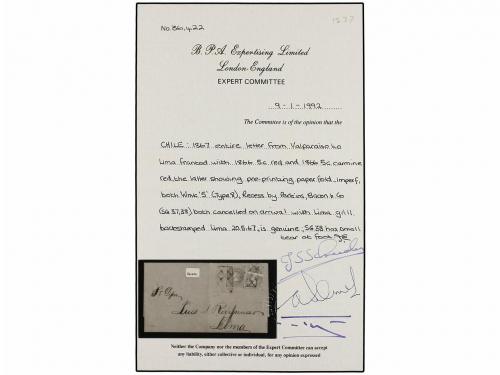 1837
No. 86,422
B.P.A. Expertising Limited
London-England
EXPERT COMMITTEE
9-1-1992
The Committee is of the opinion that the
CHILE: 1867 entire letter from Valparaiso to
Lima franked with 1866 5c red and 1866 5c carmine
red, the latter showing pre-printing paper fold, imperf,
both Wmk '5' (Type), Recess by Perkins, Bacon & Co
(SG 37,38) both cancelled on arrival with Lima grill
backstamped Lima 20.5.67, is genuine, SG38 has small
tear at foot
Lima
Neither the Company nor the members of the Expert Committee can accept
any liability, either collective or individual, for any opinion expressed